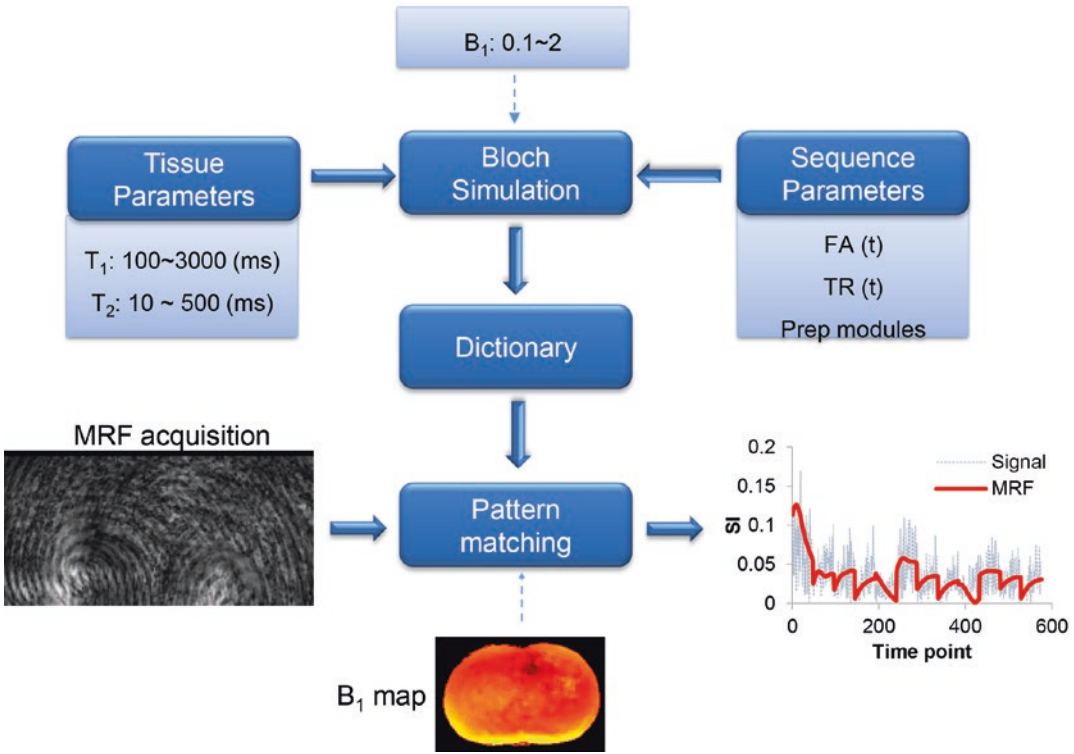 B₁: 0.1~2
Tissue
Parameters
Bloch
Simulation
Sequence
Parameters
T₁: 100~3000 (ms)
T₂: 10 ~ 500 (ms)
FA (t)
TR (t)
Prep modules
Dictionary
MRF acquisition
Pattern
matching
0.2
0.15
0.1
0.05
0
SI
Signal
MRF
0 200 400 600
Time point
B₁ map